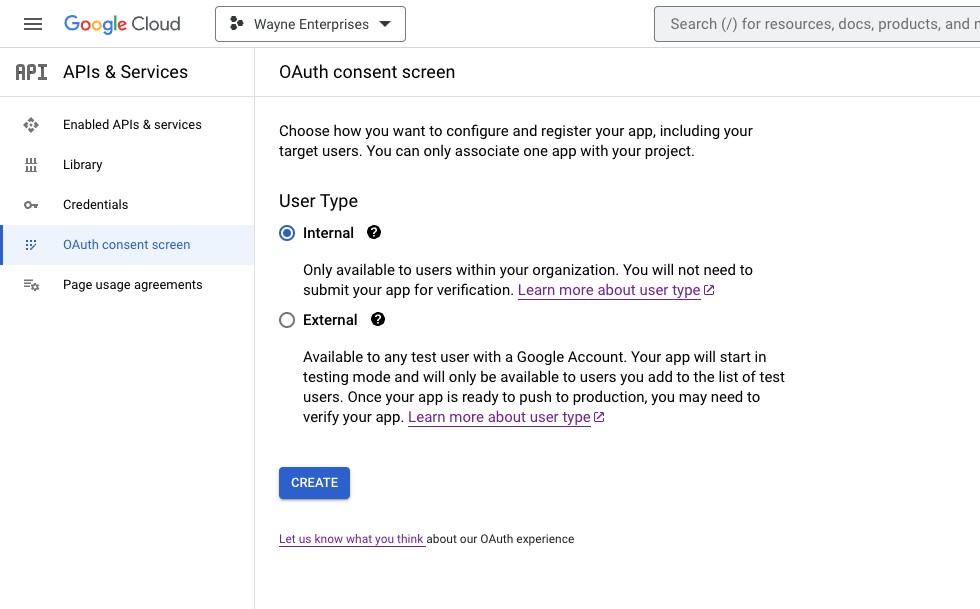 Google Cloud
Wayne Enterprises
Search (/) for resources, docs, products, and
API
APIs & Services
OAuth consent screen
Enabled APIs & services
Library
Credentials
OAuth consent screen
Page usage agreements
Choose how you want to configure and register your app, including your
target users. You can only associate one app with your project.
User Type
Internal ?
Only available to users within your organization. You will not need to
submit your app for verification. Learn more about user type
External ?
Available to any test user with a Google Account. Your app will start in
testing mode and will only be available to users you add to the list of test
users. Once your app is ready to push to production, you may need to
verify your app. Learn more about user type
CREATE
Let us know what you think about our OAuth experience